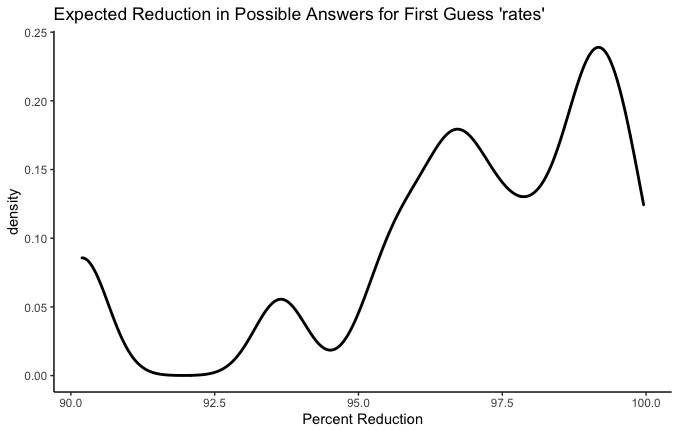 Expected Reduction in Possible Answers for First Guess 'rates'
0.25
0.20
0.15
0.10
0.05
0.00
density
90.0 92.5 95.0 97.5 100.0
Percent Reduction